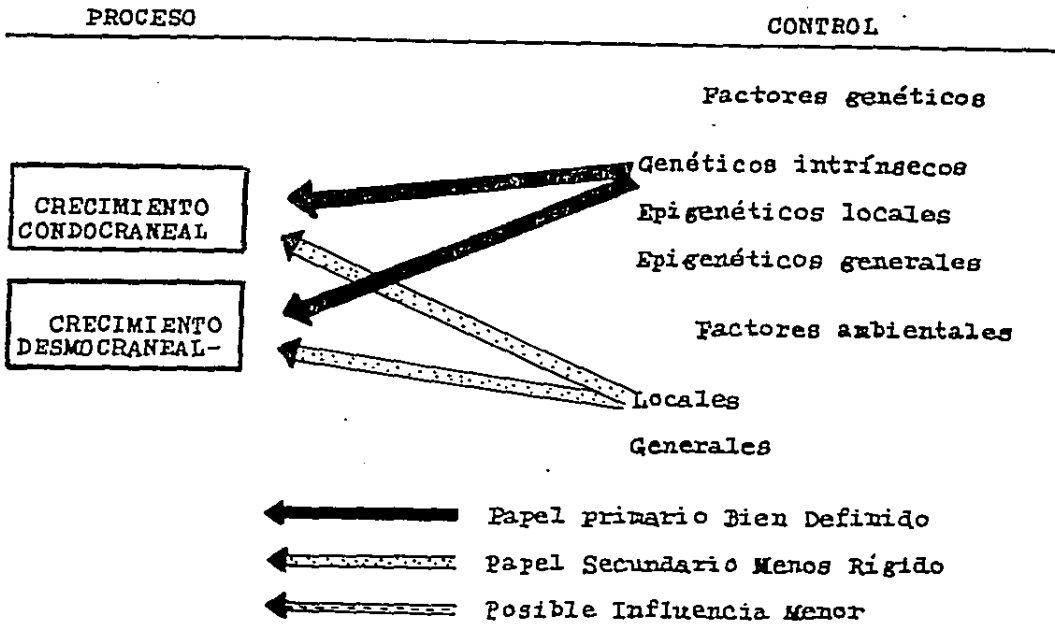 PROCESO
CONTROL
Factores genéticos
Genéticos intrínsecos
CRECIMIENTO
CONDOCRANEAL
Epigenéticos locales
Epigenéticos generales
CRECIMIENTO
DESMOCRANEAL-
Factores ambientales
Locales
Generales
Papel primario Bien Definido
Papel Secundario Menos Rígido
Posible Influencia Menor